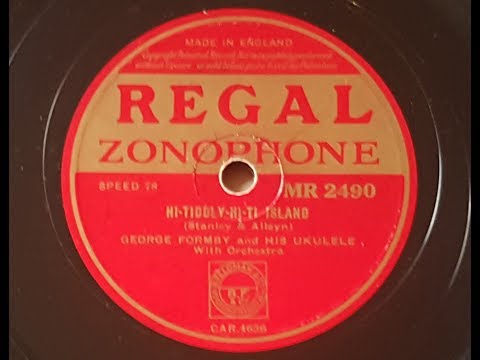 MADE IN ENGLAND
REGAL
ZONOPHONE
SPEED 78
MR 2490
HI-TIDDLY-HI-TI ISLAND
(Stanley & Alleyn)
GEORGE FORMBY and HIS UKULELE
With Orchestra
CAR.4636